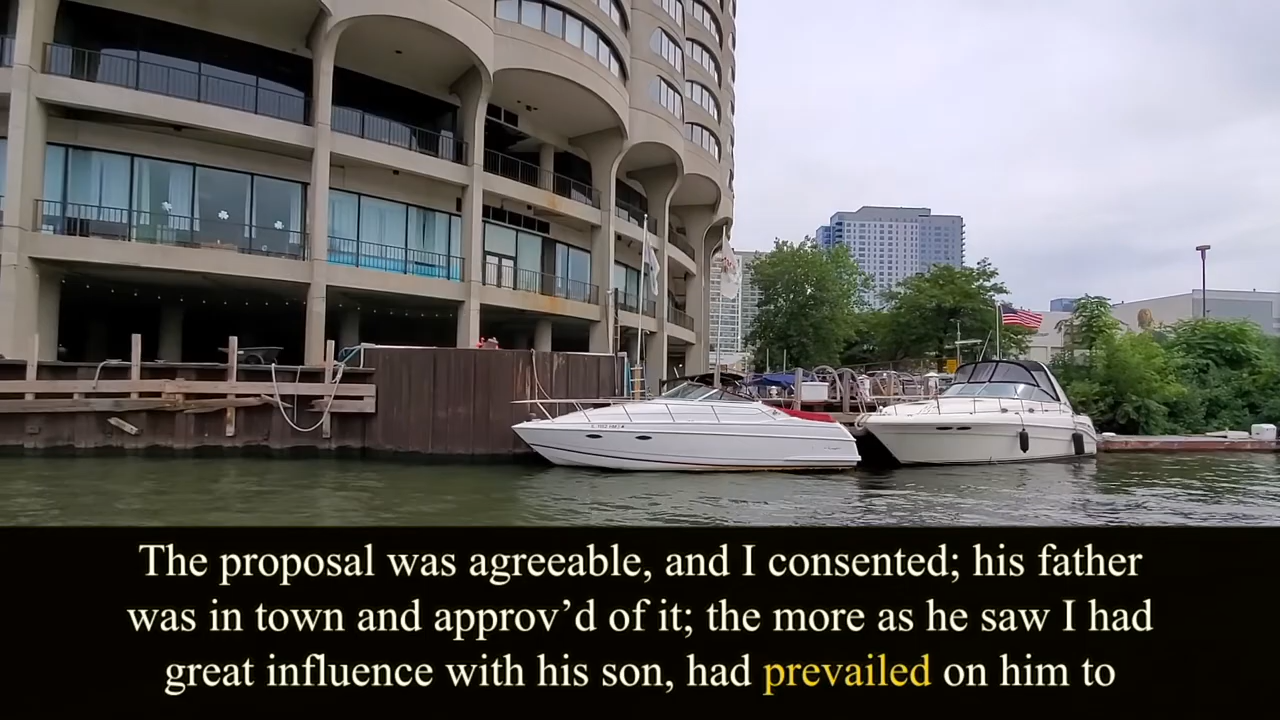 The proposal was agreeable, and I consented; his father
was in town and approv’d of it; the more as he saw I had
great influence with his son, had prevailed on him to